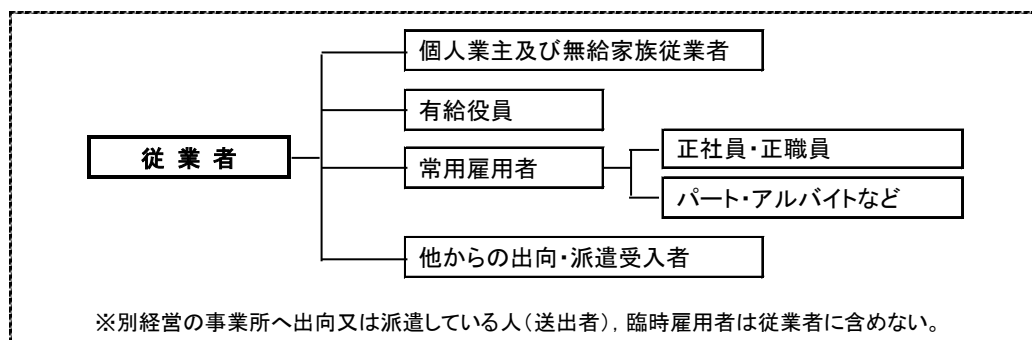 個人業主及び無給家族従業者
有給役員
従 業 者
常用雇用者
正社員・正職員
パート・アルバイトなど
他からの出向・派遣受入者
※別経営の事業所へ出向又は派遣している人(送出者), 臨時雇用者は従業者に含めない。